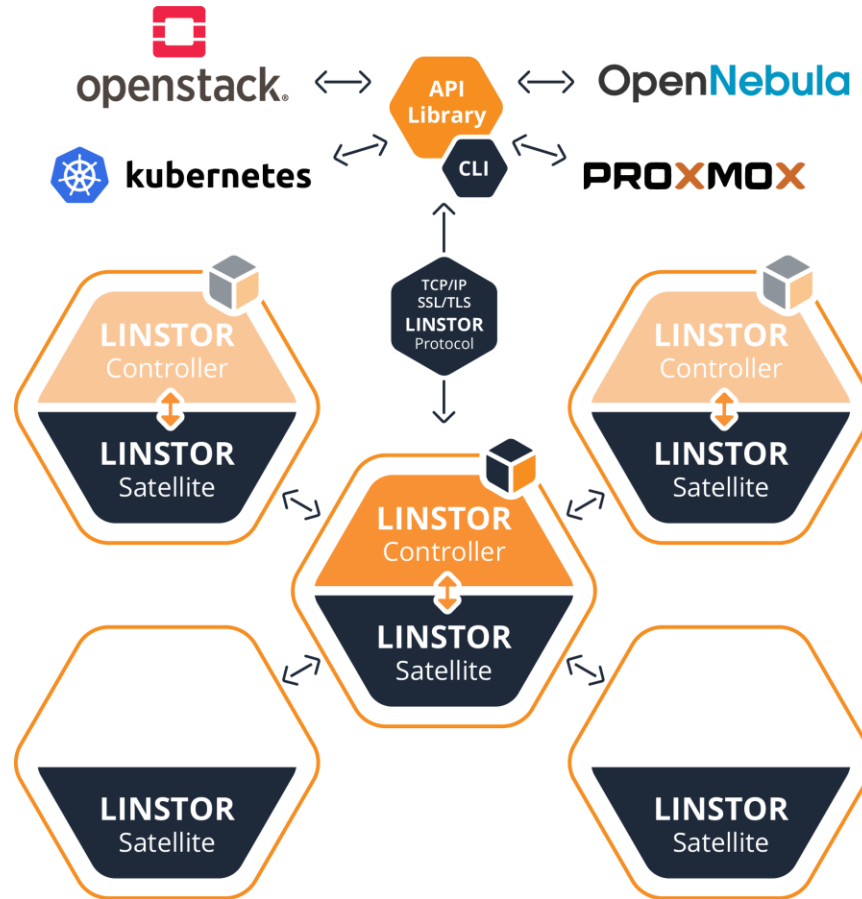 openstack.
API
Library
OpenNebula
kubernetes
CLI
PROXMOX
TCP/IP
SSL/TLS
LINSTOR
Protocol
LINSTOR
Controller
LINSTOR
Satellite
LINSTOR
Controller
LINSTOR
Satellite
LINSTOR
Controller
LINSTOR
Satellite
LINSTOR
Satellite
LINSTOR
Satellite